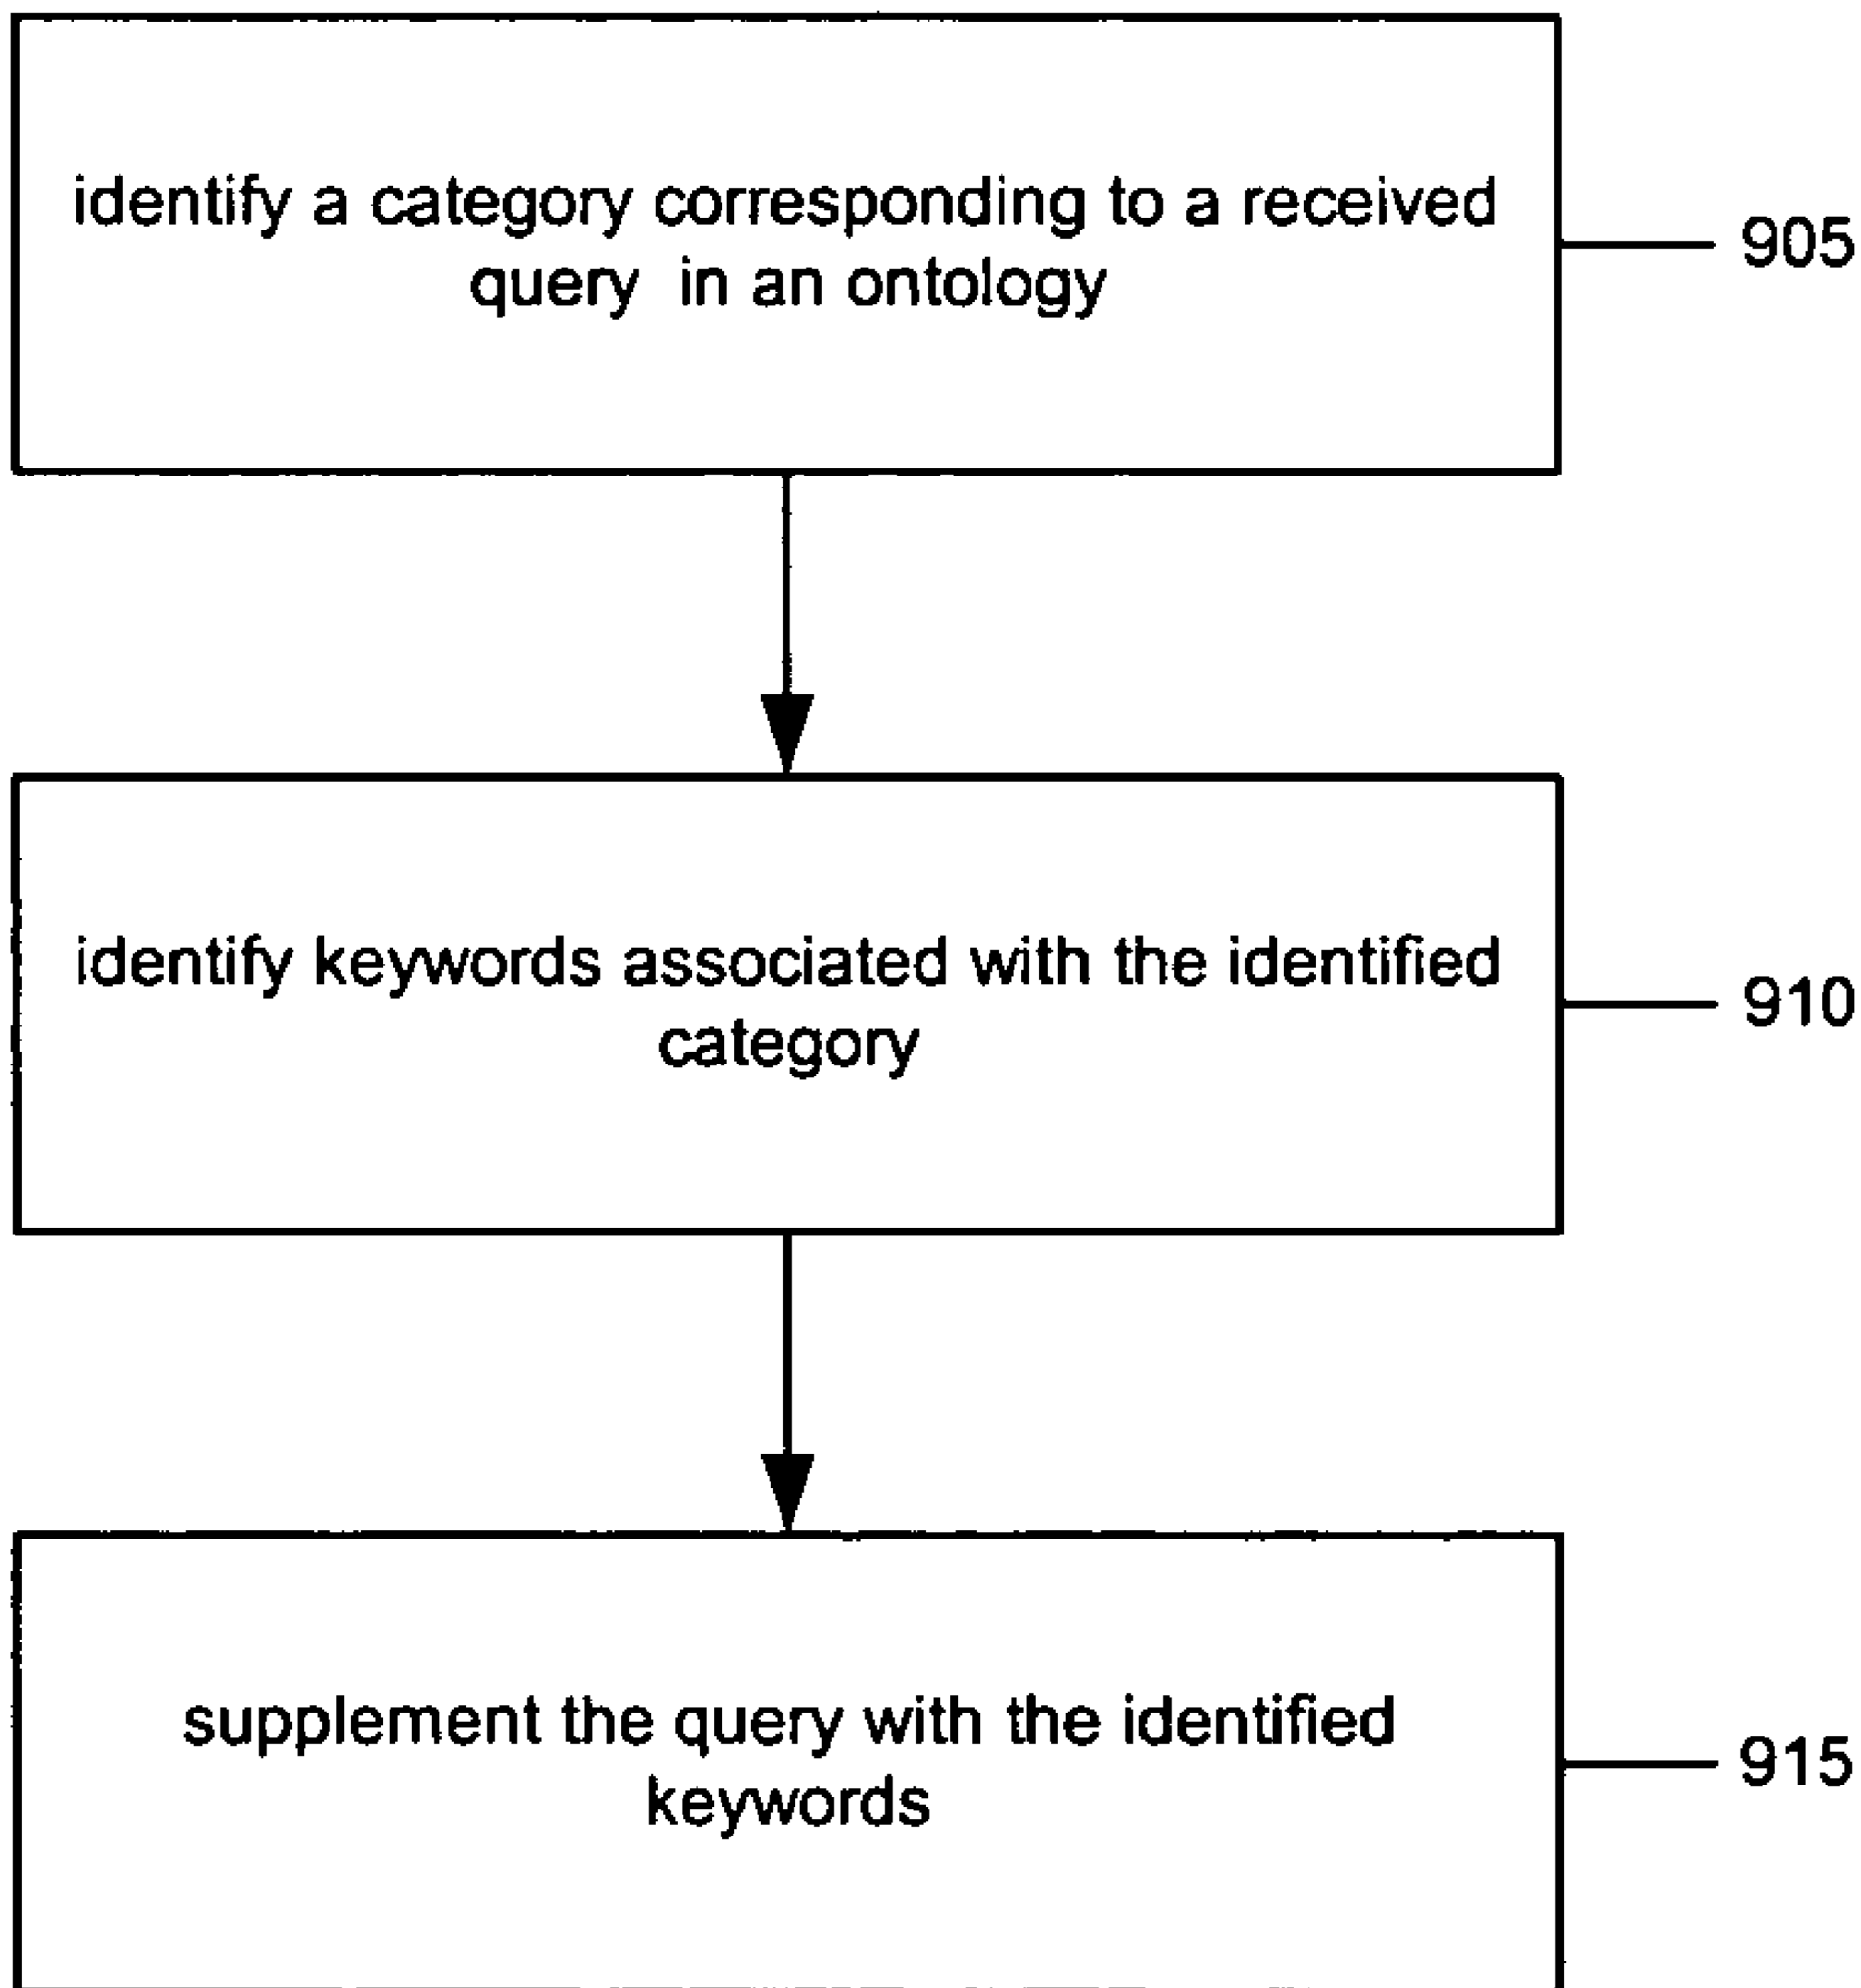 identify a category corresponding to a received
query in an ontology
905
identify keywords associated with the identified
category
910
supplement the query with the identified
keywords
915